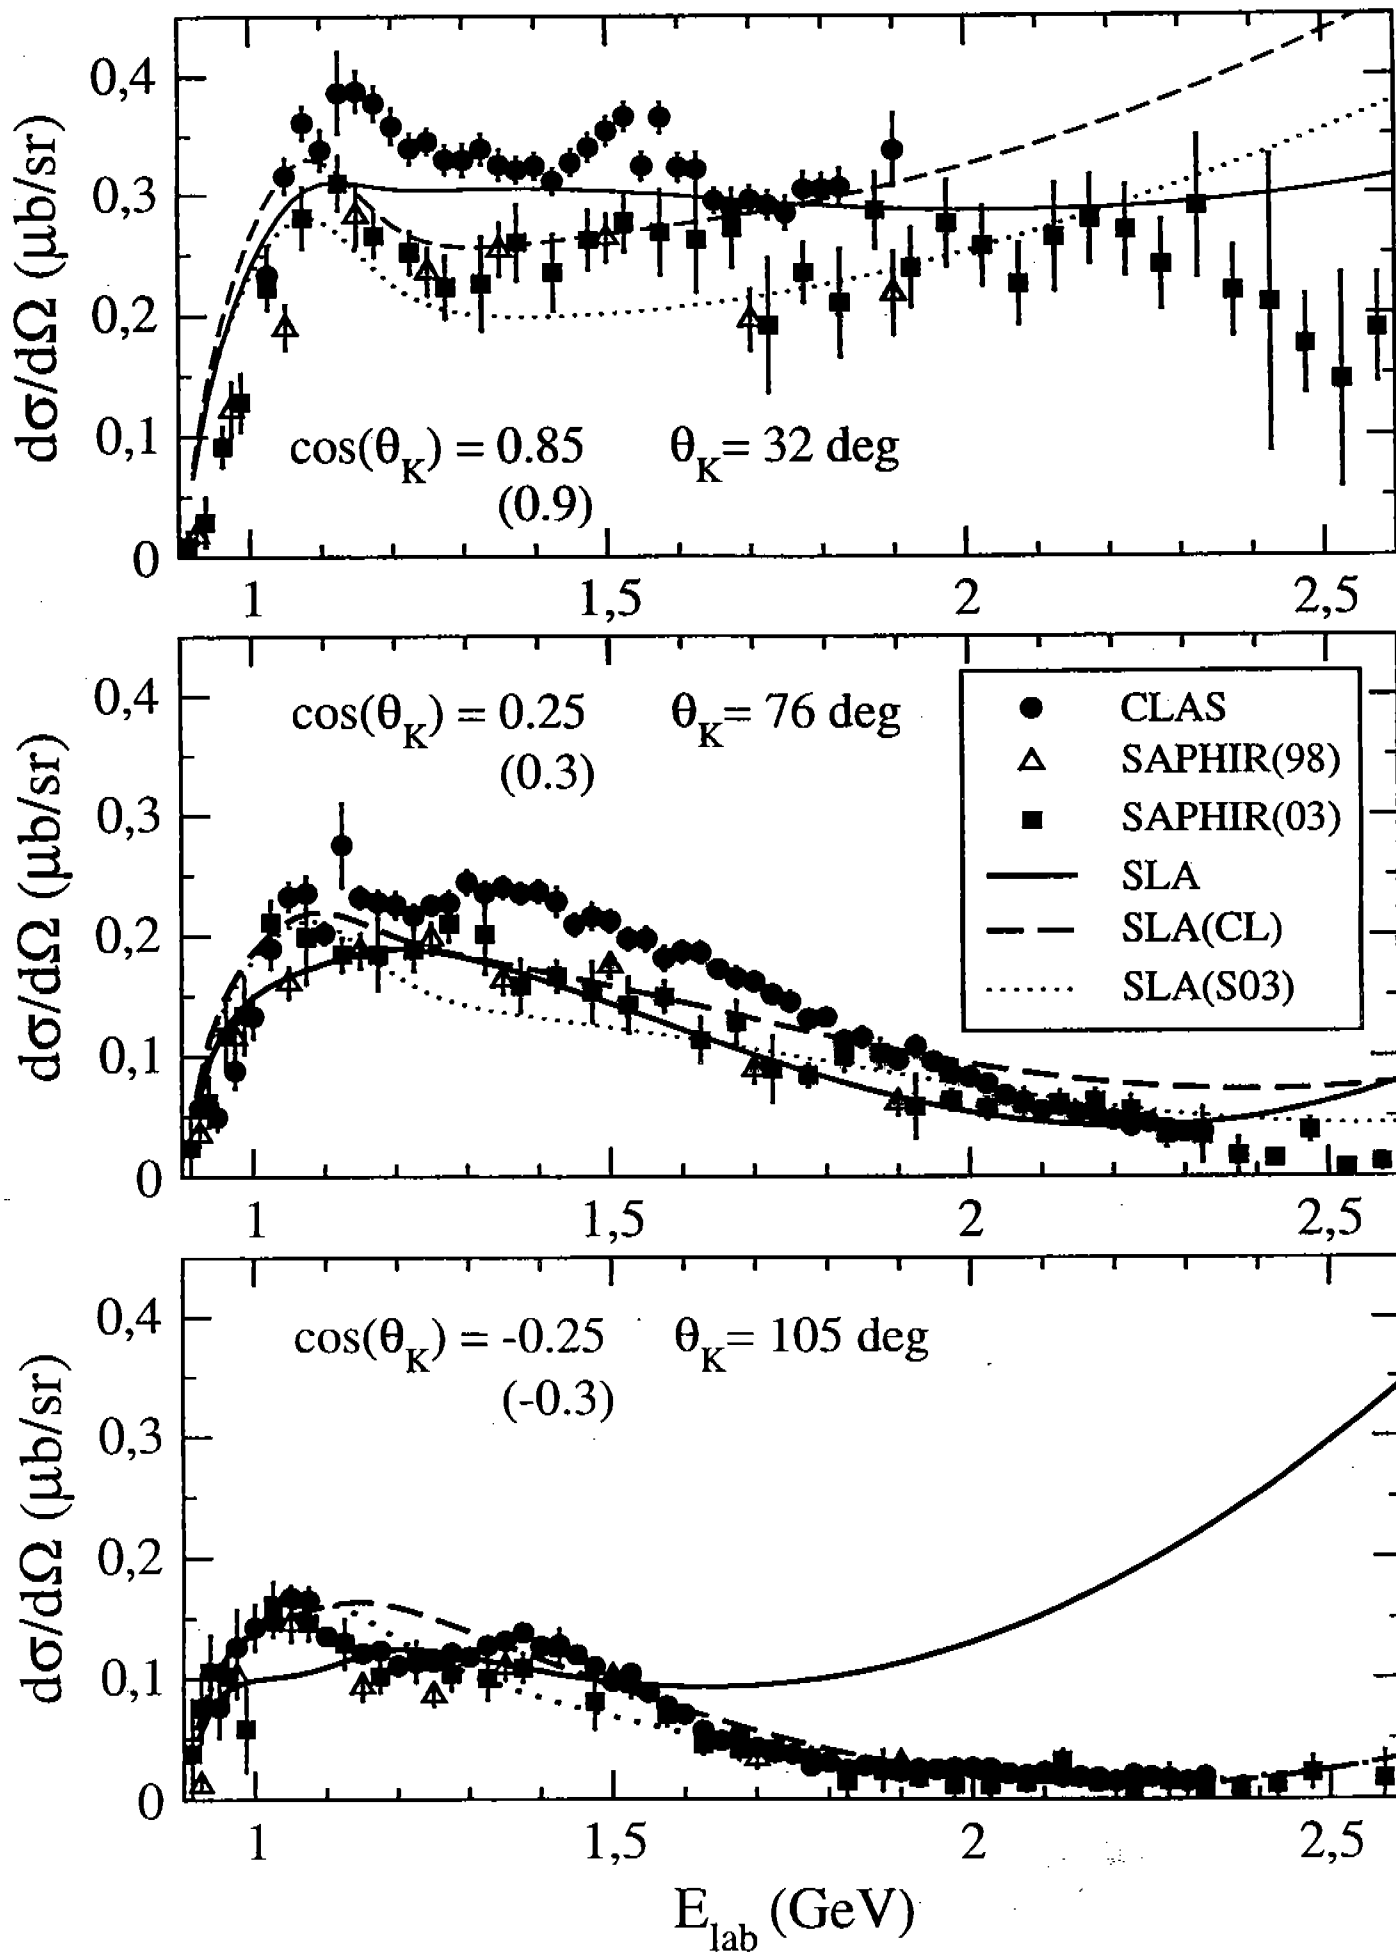 dσ/dΩ (μb/sr)
0,4
0,3
0,2
0,1
0
cos(θK) = 0.85 θK= 32 deg
(0.9)
1 1,5 2 2,5
dσ/dΩ (μb/sr)
0,4
0,3
0,2
0,1
0
cos(θK) = 0.25 θK= 76 deg
(0.3)
CLAS
SAPHIR(98)
SAPHIR(03)
SLA
SLA(CL)
SLA(S03)
1 1,5 2 2,5
dσ/dΩ (μb/sr)
0,4
0,3
0,2
0,1
0
cos(θK) = -0.25 θK= 105 deg
(-0.3)
1 1,5 2 2,5
Elab (GeV)